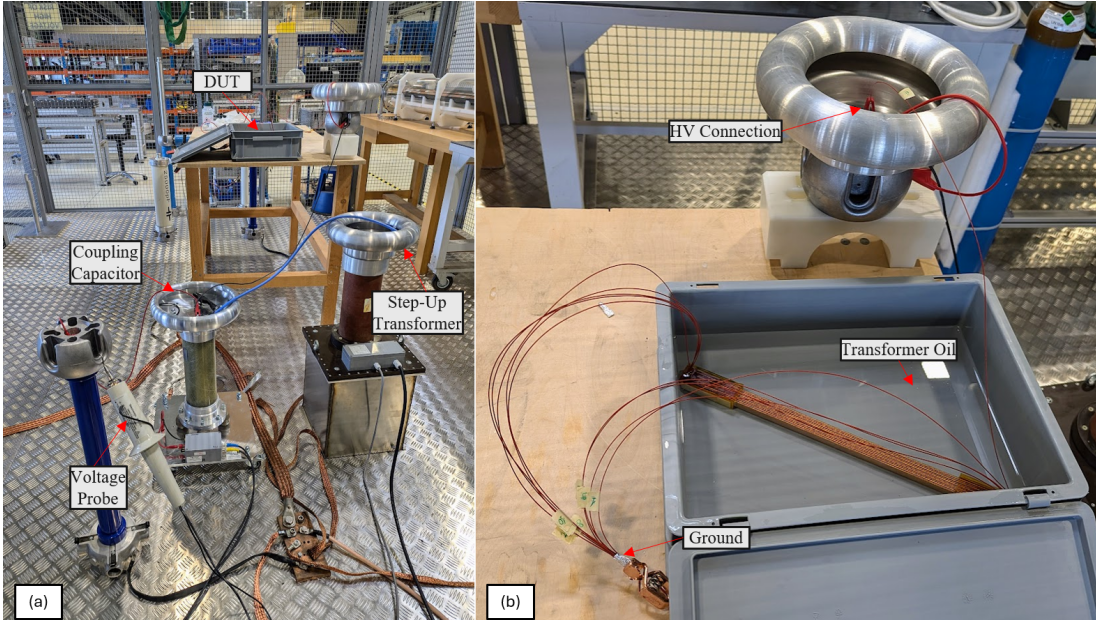 DUT
Coupling
Capacitor
Step-Up
Transformer
Voltage
Probe
(a)
HV Connection
Transformer Oil
Ground
(b)